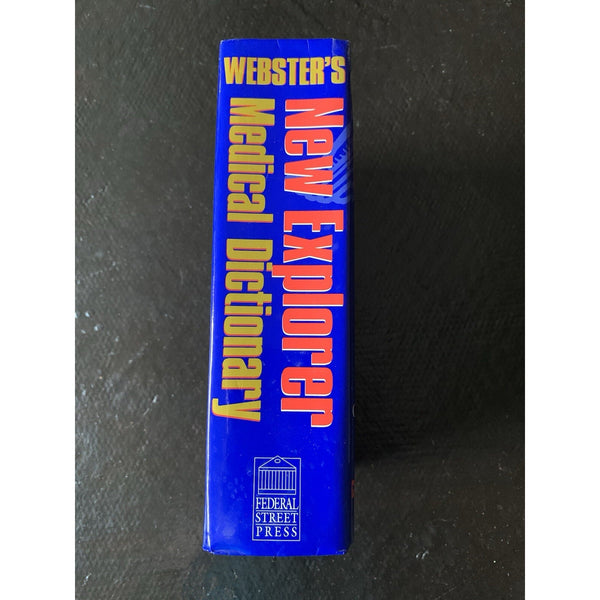 WEBSTER'S
New Explorer
Medical Dictionary
FEDERAL
STREET
PRESS